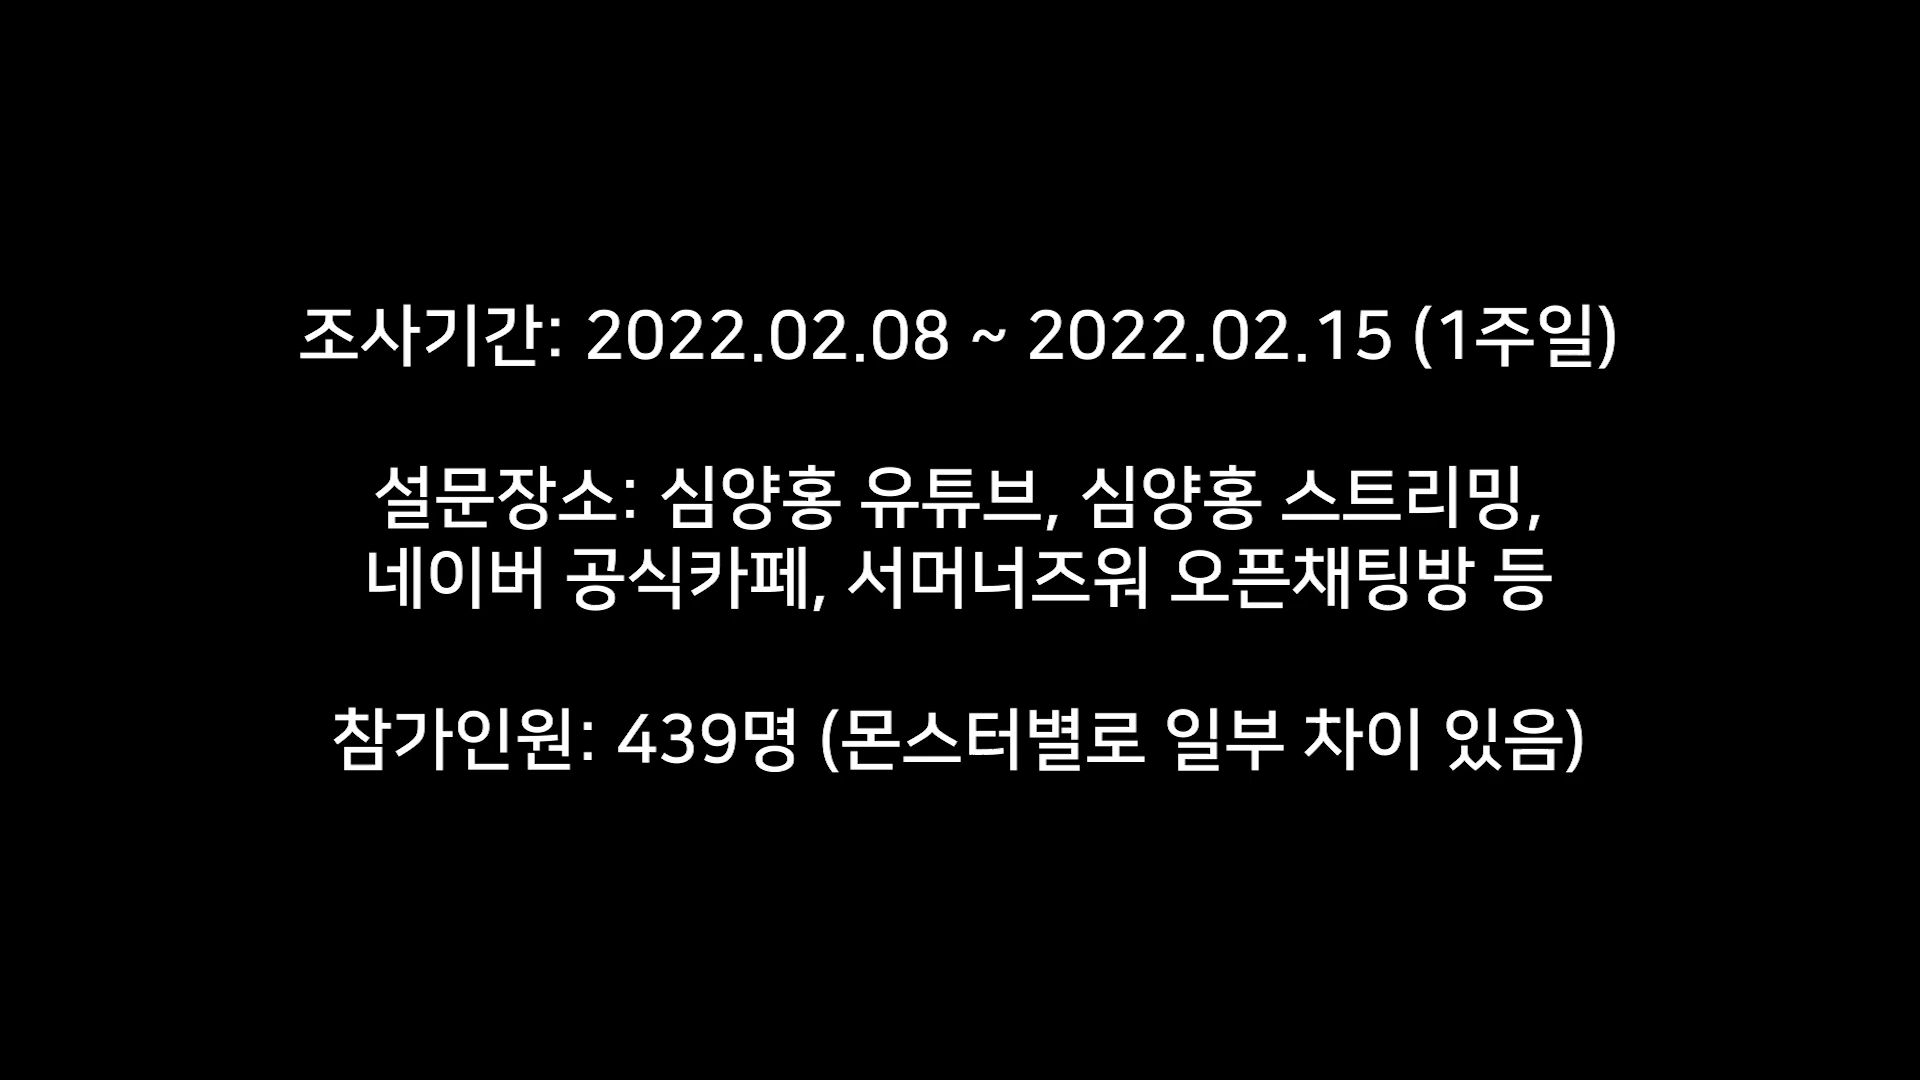 조사기간: 2022.02.08 ~ 2022.02.15 (1주일)
설문장소: 심양홍 유튜브, 심양홍 스트리밍,
네이버 공식카페, 서머너즈워 오픈채팅방 등
참가인원: 439명 (몬스터별로 일부 차이 있음)